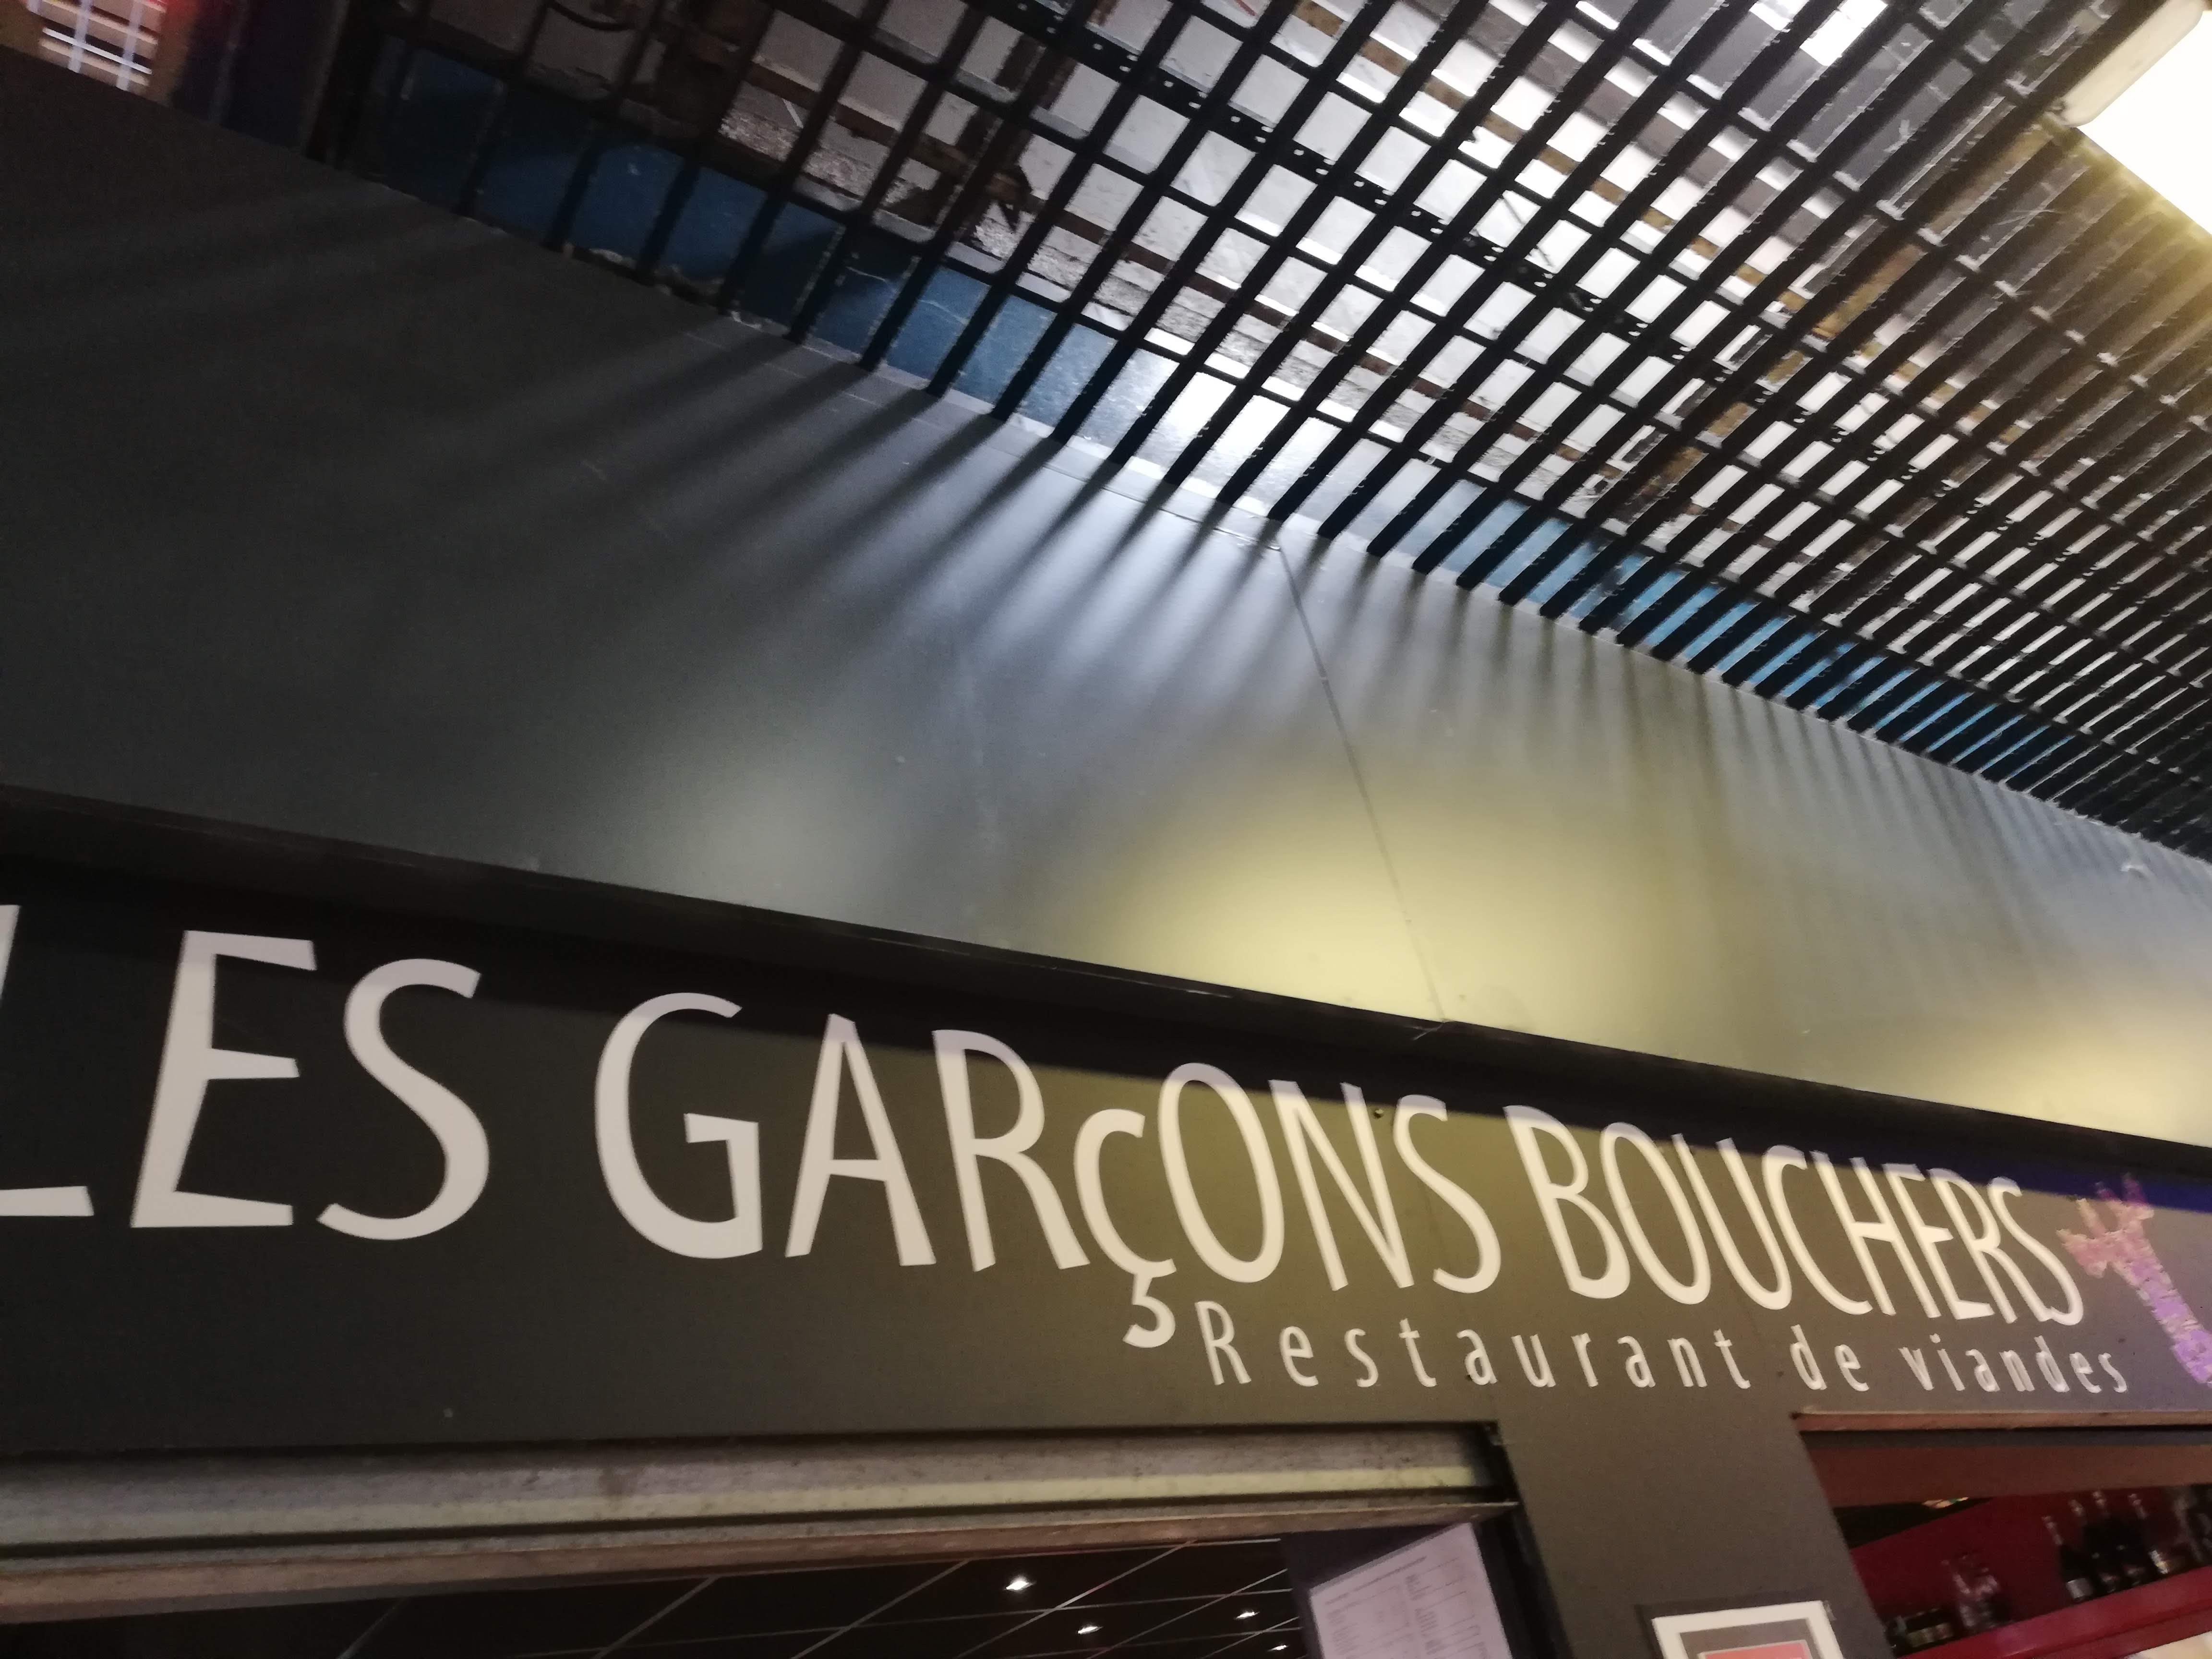 LES GARçONS BOUCHERS
Restaurant de viandes